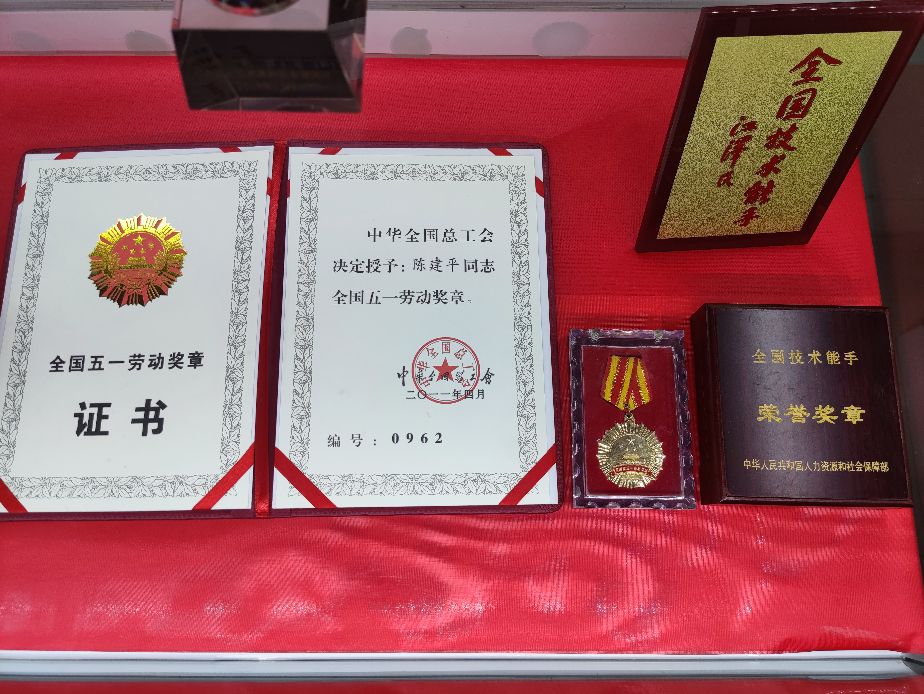 全国五一劳动奖章
证书
中华全国总工会
决定授予：陈建平同志
全国五一劳动奖章。
二〇一一年四月
编号：0962
全国技术能手
江泽民
全国技术能手
荣誉奖章
中华人民共和国人力资源和社会保障部